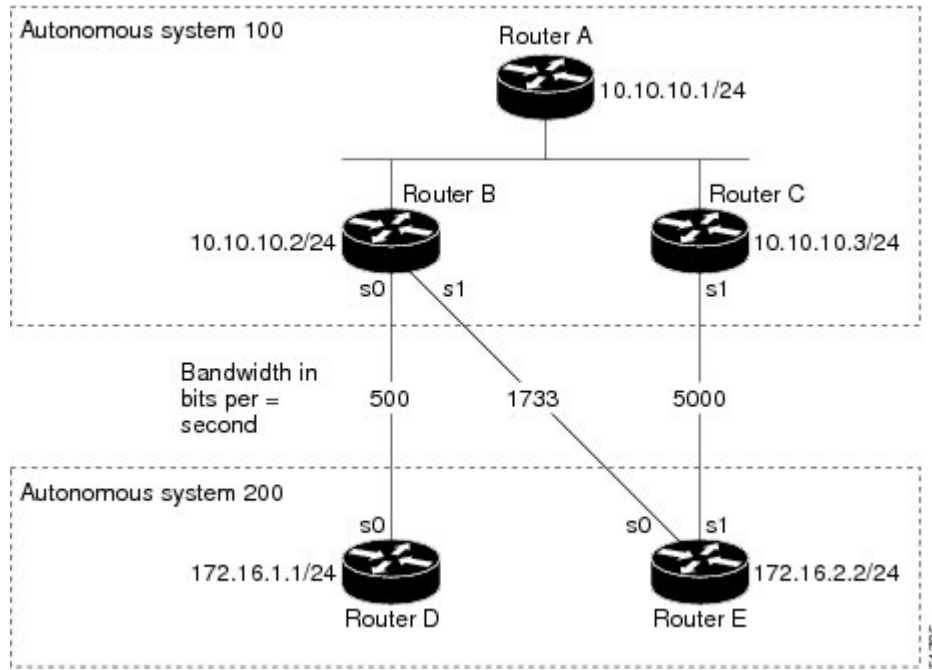 Autonomous system 100
Router A
10.10.10.1/24
Router B
Router C
10.10.10.2/24
10.10.10.3/24
s0
s1
s1
Bandwidth in
bits per =
second
500
1733
5000
Autonomous system 200
s0
s0
s1
172.16.1.1/24
172.16.2.2/24
Router D
Router E